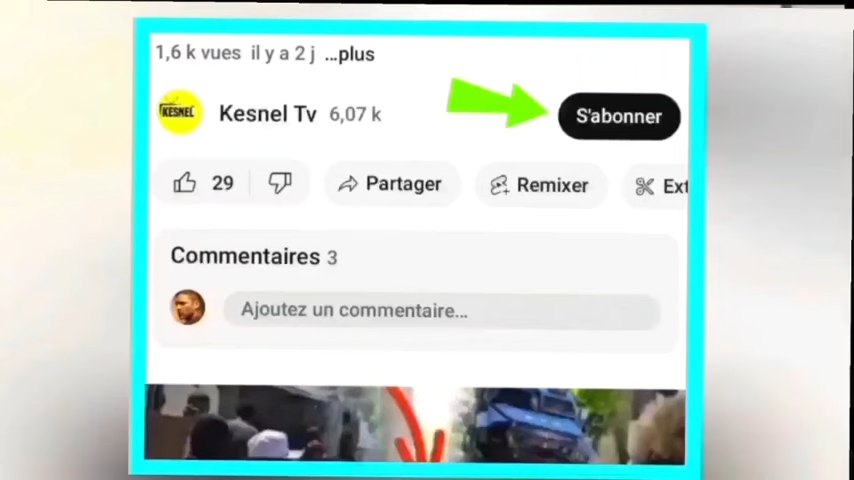 1,6 k vues il y a 2 j ...plus
KESNEL
Kesnel Tv 6,07 k
S'abonner
29
Partager
Remixer
Ext
Commentaires 3
Ajoutez un commentaire...